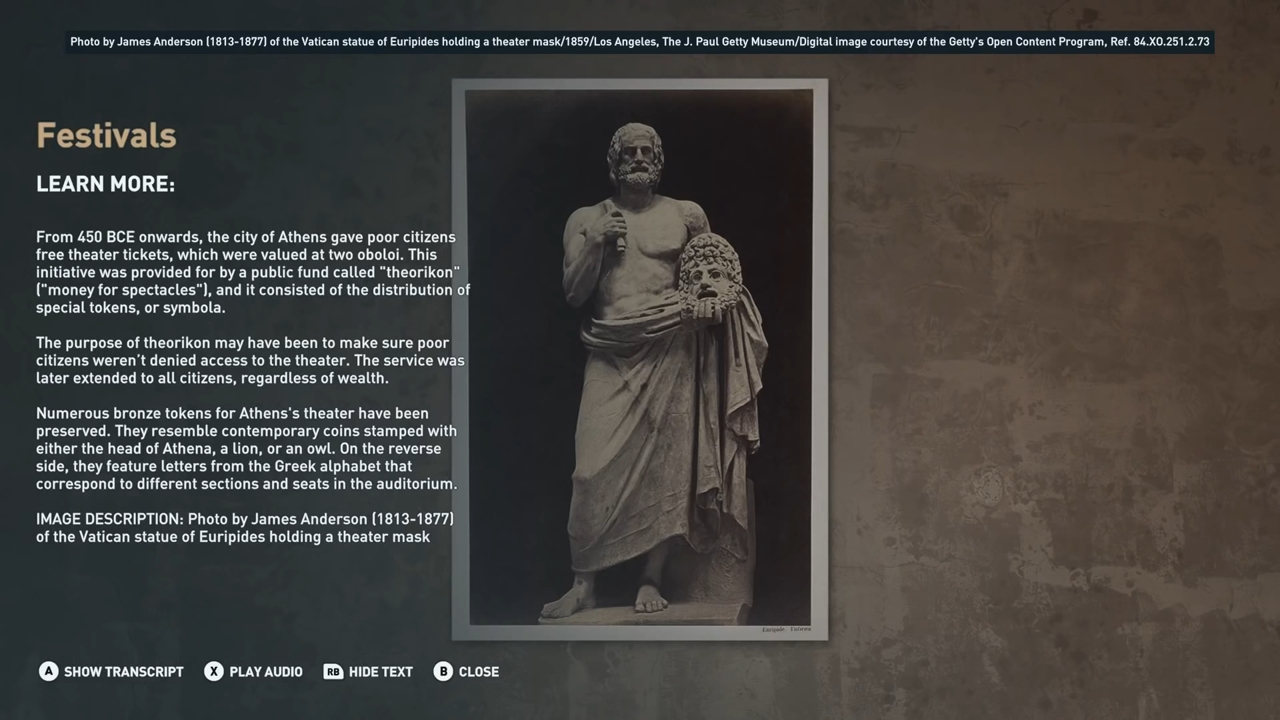 Photo by James Anderson (1813-1877) of the Vatican statue of Euripides holding a theater mask/1859/Los Angeles, The J. Paul Getty Museum/Digital image courtesy of the Getty's Open Content Program, Ref. 84.XO.251.2.73
Festivals
LEARN MORE:
From 450 BCE onwards, the city of Athens gave poor citizens
free theater tickets, which were valued at two oboloi. This
initiative was provided for by a public fund called "theorikon"
("money for spectacles"), and it consisted of the distribution of
special tokens, or symbola.
The purpose of theorikon may have been to make sure poor
citizens weren't denied access to the theater. The service was
later extended to all citizens, regardless of wealth.
Numerous bronze tokens for Athens's theater have been
preserved. They resemble contemporary coins stamped with
either the head of Athena, a lion, or an owl. On the reverse
side, they feature letters from the Greek alphabet that
correspond to different sections and seats in the auditorium.
IMAGE DESCRIPTION: Photo by James Anderson (1813-1877)
of the Vatican statue of Euripides holding a theater mask
A SHOW TRANSCRIPT X PLAY AUDIO RB HIDE TEXT B CLOSE